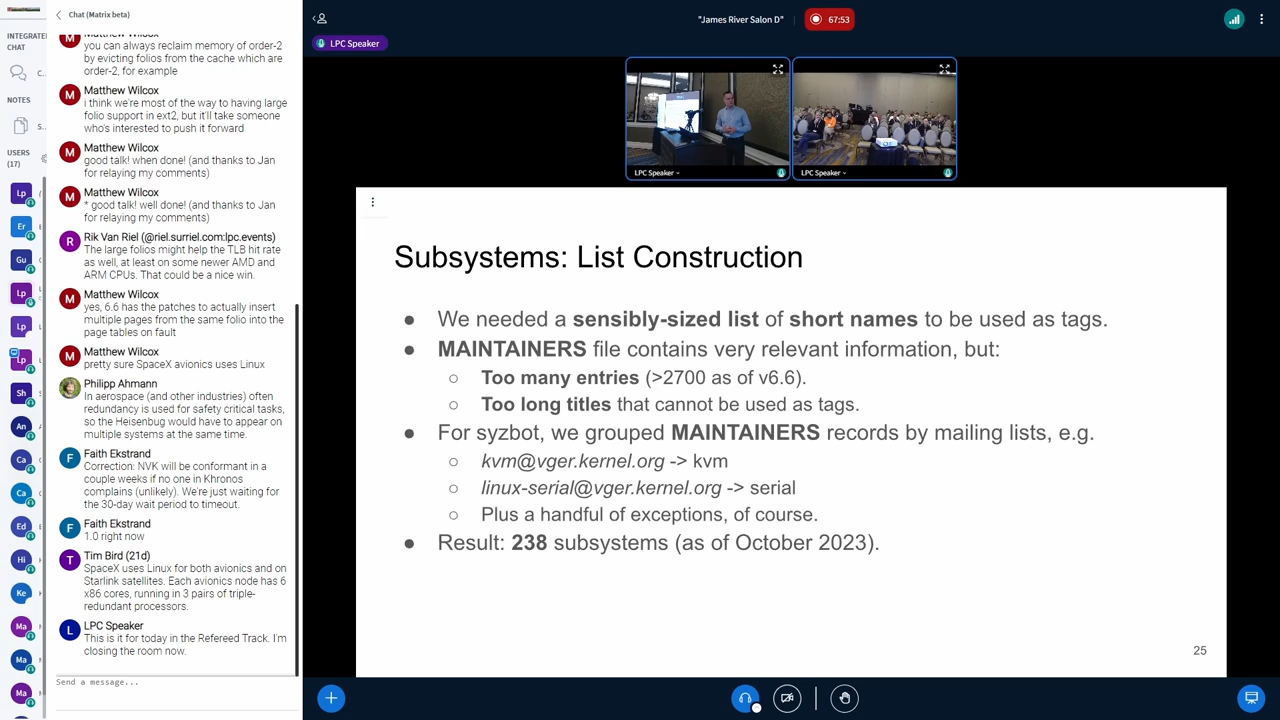 Chat (Matrix beta)
"James River Salon D"
67:53
LPC Speaker
INTEGRATED
CHAT
C...
NOTES
S...
USERS
(17)
Lp
Er
Gu
Lp
Lp
Lp
Sh
An
Ca
Ca
Ed
Hi
Ke
Ma
Ma
Ma
Matthew Wilcox
you can always reclaim memory of order-2
by evicting folios from the cache which are
order-2, for example
M
Matthew Wilcox
i think we're most of the way to having large
folio support in ext2, but it'll take someone
who's interested to push it forward
M
Matthew Wilcox
good talk! when done! (and thanks to Jan
for relaying my comments)
M
Matthew Wilcox
* good talk! well done! (and thanks to Jan
for relaying my comments)
M
Rik Van Riel (@riel.surriel.com:lpc.events)
The large folios might help the TLB hit rate
as well, at least on some newer AMD and
ARM CPUs. That could be a nice win.
R
Matthew Wilcox
yes, 6.6 has the patches to actually insert
multiple pages from the same folio into the
page tables on fault
M
Matthew Wilcox
pretty sure SpaceX avionics uses Linux
M
Philipp Ahmann
In aerospace (and other industries) often
redundancy is used for safety critical tasks,
so the Heisenbug would have to appear on
multiple systems at the same time.
Faith Ekstrand
Correction: NVK will be conformant in a
couple weeks if no one in Khronos
complains (unlikely). We're just waiting for
the 30-day wait period to timeout.
F
Faith Ekstrand
1.0 right now
F
Tim Bird (21d)
SpaceX uses Linux for both avionics and on
Starlink satellites. Each avionics node has 6
x86 cores, running in 3 pairs of triple-
redundant processors.
T
LPC Speaker
This is it for today in the Refereed Track. I'm
closing the room now.
L
Send a message...
LPC Speaker
LPC Speaker
Subsystems: List Construction
● We needed a sensibly-sized list of short names to be used as tags.
● MAINTAINERS file contains very relevant information, but:
○ Too many entries (>2700 as of v6.6).
○ Too long titles that cannot be used as tags.
● For syzbot, we grouped MAINTAINERS records by mailing lists, e.g.
○ kvm@vger.kernel.org -> kvm
○ linux-serial@vger.kernel.org -> serial
○ Plus a handful of exceptions, of course.
● Result: 238 subsystems (as of October 2023).
25